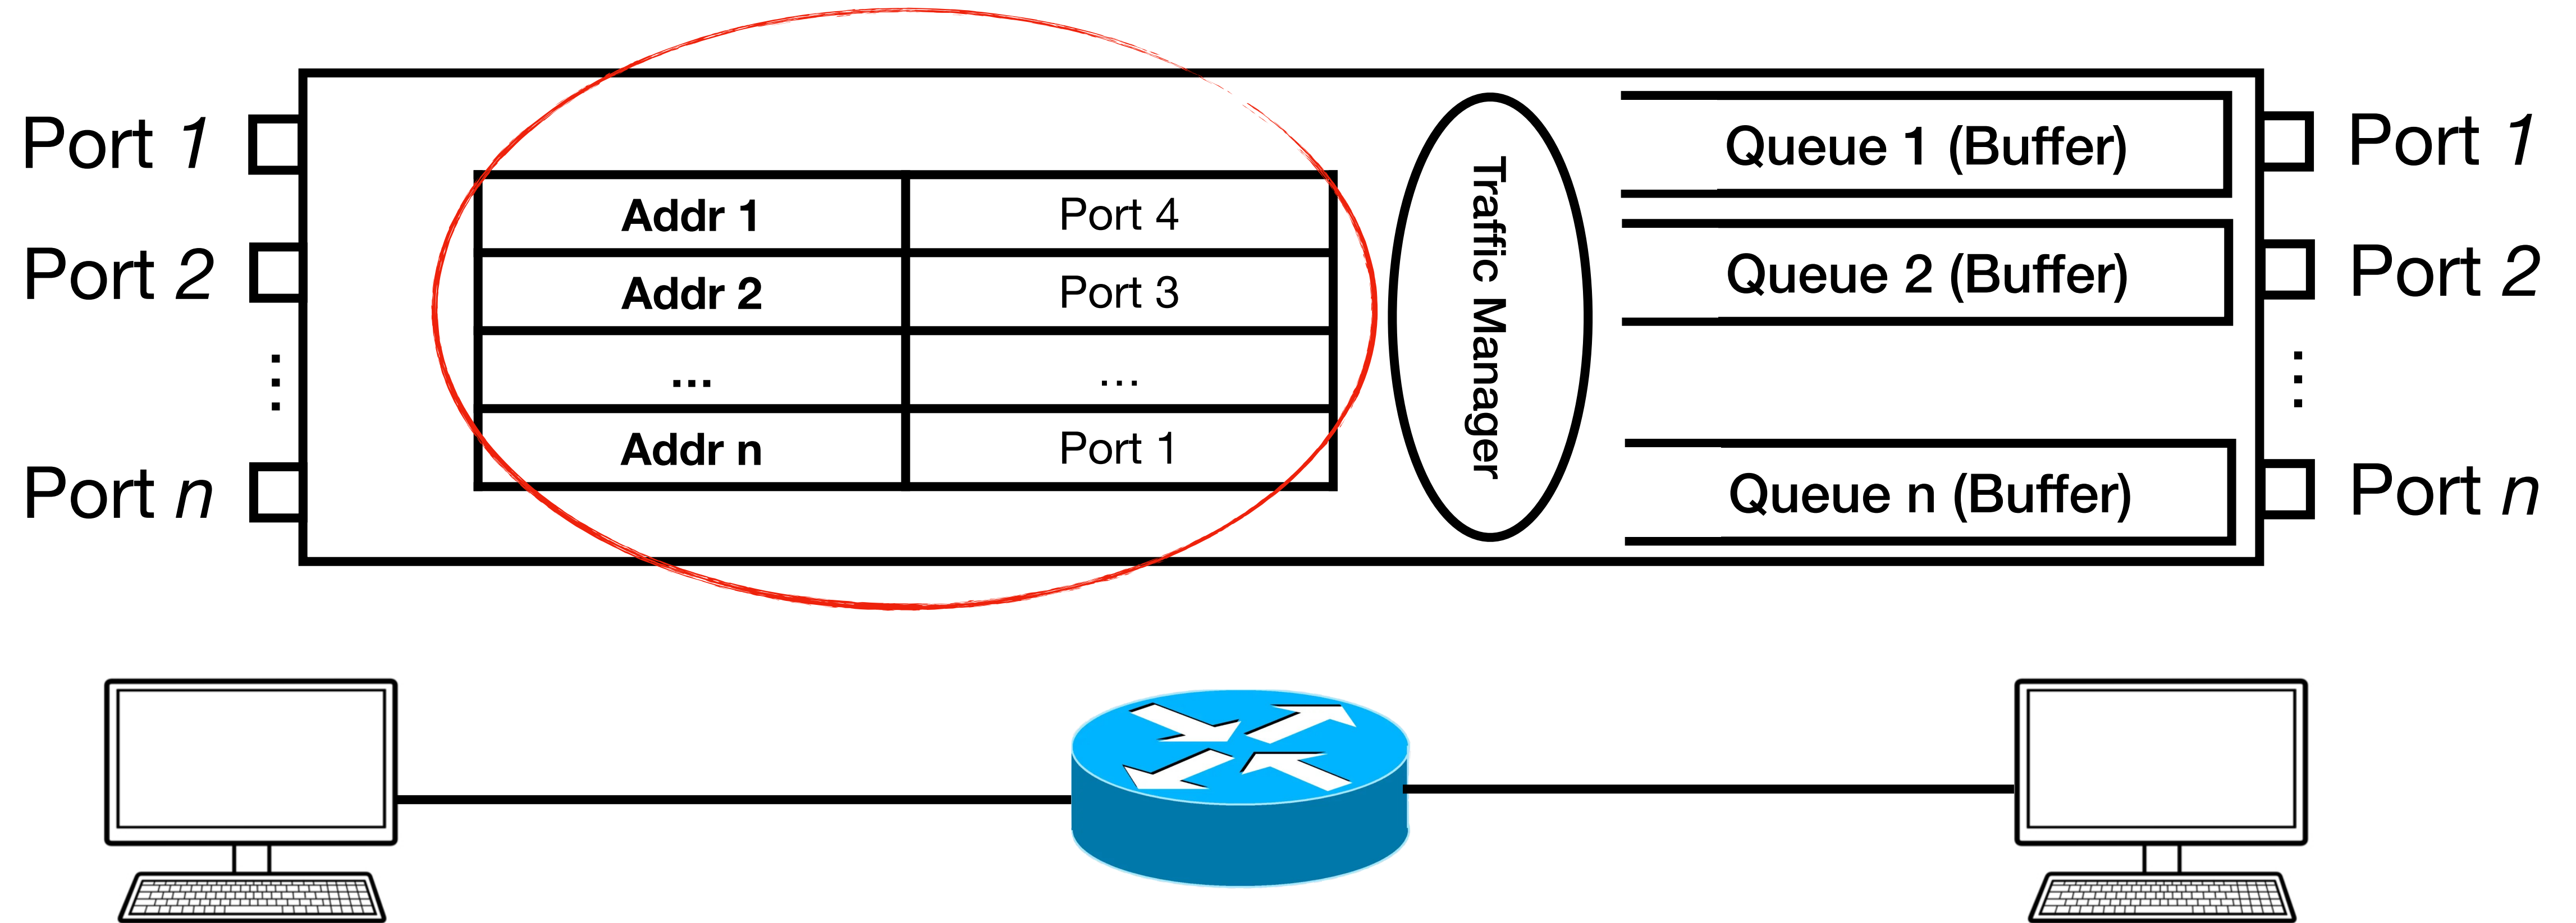 Port 1
Port 2
⋮
Port n
Addr 1 Port 4
Addr 2 Port 3
... ...
Addr n Port 1
Traffic Manager
Queue 1 (Buffer)
Queue 2 (Buffer)
Queue n (Buffer)
Port 1
Port 2
⋮
Port n